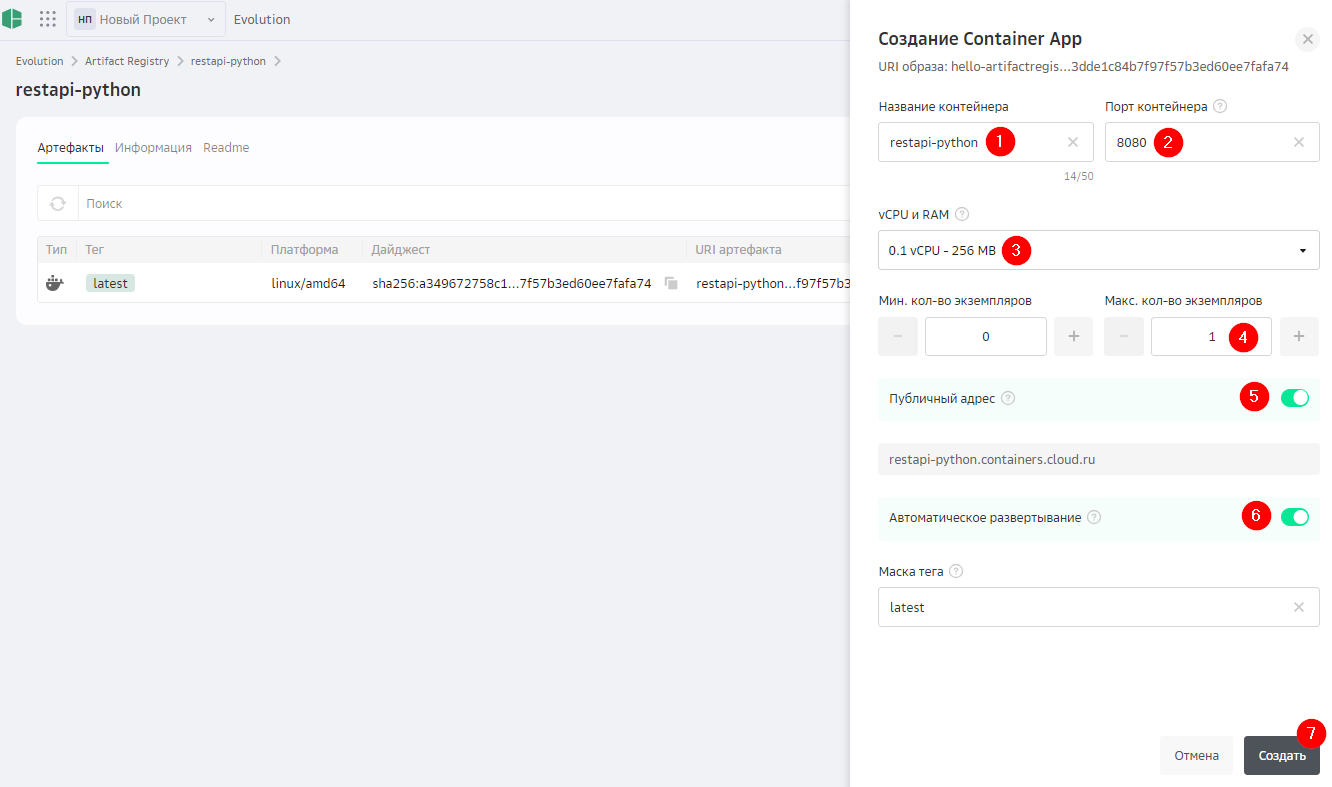 НП Новый Проект Evolution
Evolution Artifact Registry restapi-python
restapi-python
Артефакты Информация Readme
Поиск
Тип Тег Платформа Дайджест URI артефакта
latest linux/amd64 sha256:a349672758c1...7f57b3ed60ee7fafa74 restapi-python...f97f57b3
Создание Container App
URI образа: hello-artifactregis...3dde1c84b7f97f57b3ed60ee7fafa74
Название контейнера Порт контейнера ?
restapi-python 1 8080 2
14/50
vCPU и RAM ?
0.1 vCPU - 256 MB 3
Мин. кол-во экземпляров Макс. кол-во экземпляров
− 0 + − 1 4 +
Публичный адрес ? 5
restapi-python.containers.cloud.ru
Автоматическое развертывание ? 6
Маска тега ?
latest
7
Отмена Создать